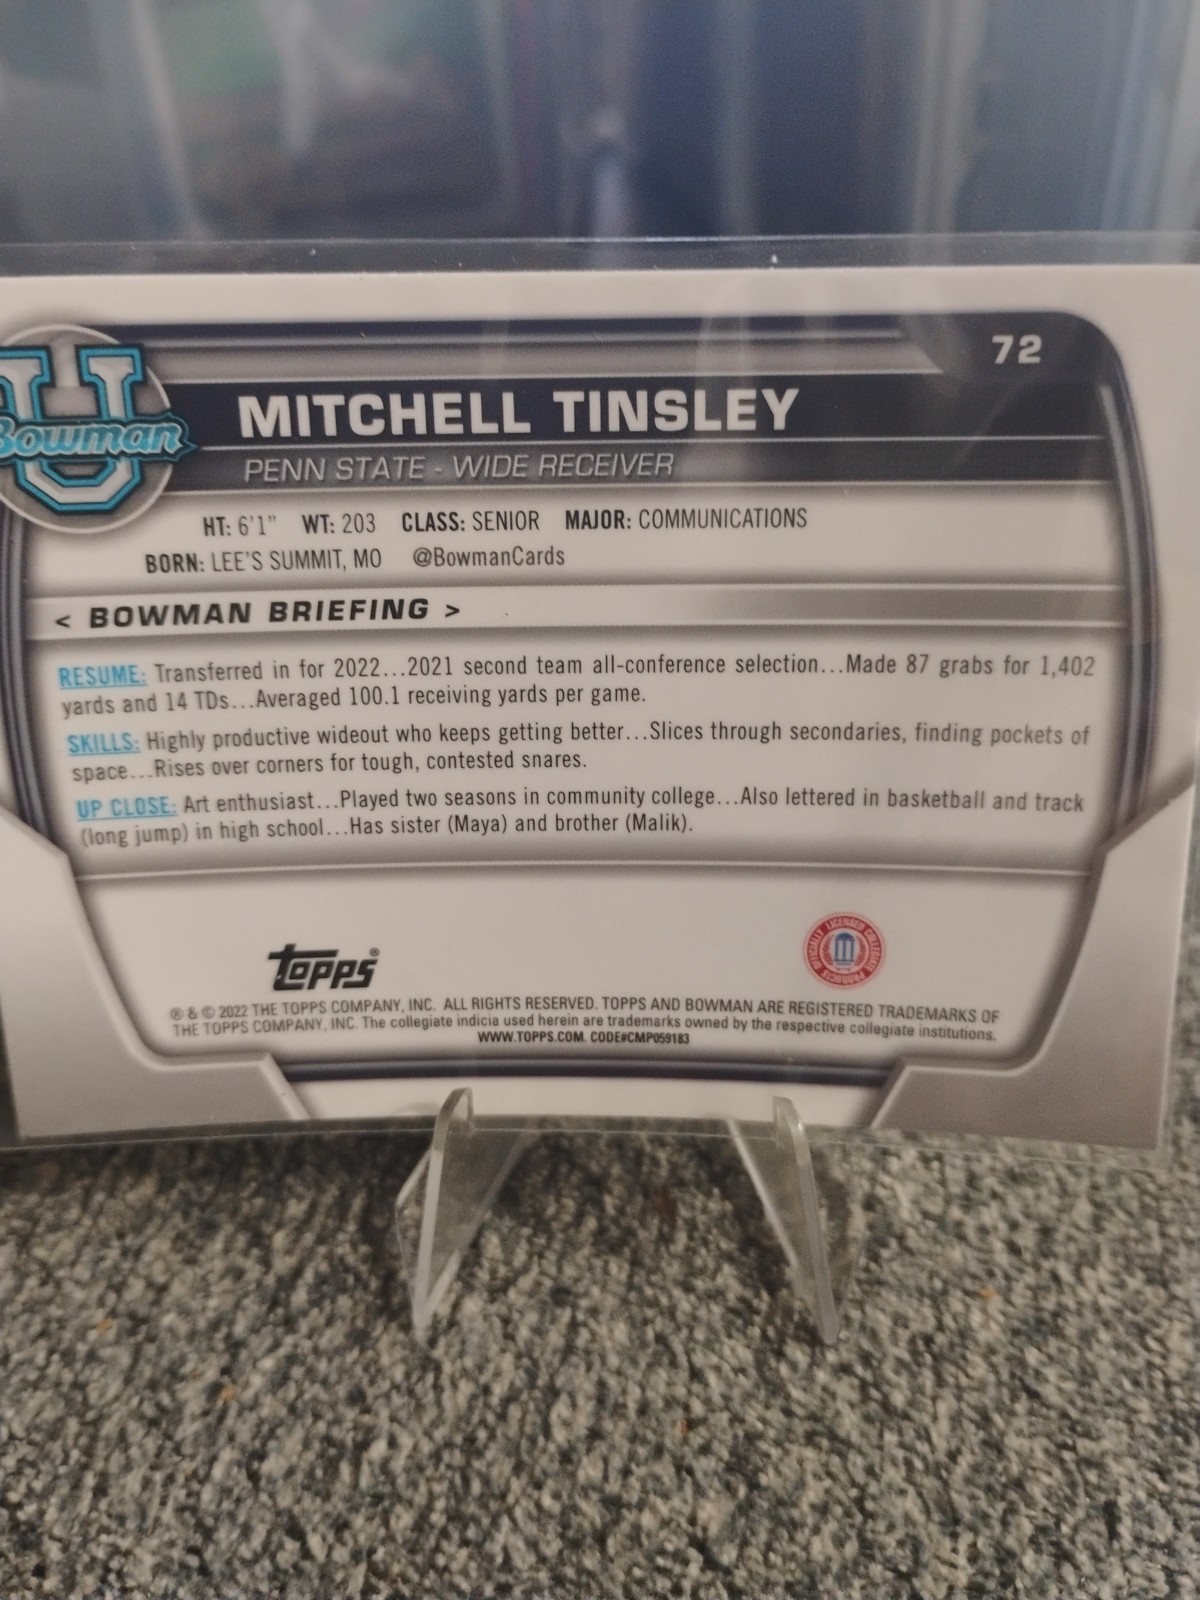 72
U
Bowman
MITCHELL TINSLEY
PENN STATE - WIDE RECEIVER
HT: 6'1" WT: 203 CLASS: SENIOR MAJOR: COMMUNICATIONS
BORN: LEE'S SUMMIT, MO @BowmanCards
< BOWMAN BRIEFING >
RESUME: Transferred in for 2022...2021 second team all-conference selection...Made 87 grabs for 1,402
yards and 14 TDs...Averaged 100.1 receiving yards per game.
SKILLS: Highly productive wideout who keeps getting better...Slices through secondaries, finding pockets of
space...Rises over corners for tough, contested snares.
UP CLOSE: Art enthusiast...Played two seasons in community college...Also lettered in basketball and track
(long jump) in high school...Has sister (Maya) and brother (Malik).
topps®
OFFICIALLY LICENSED COLLEGIATE PRODUCTS
® & © 2022 THE TOPPS COMPANY, INC. ALL RIGHTS RESERVED. TOPPS AND BOWMAN ARE REGISTERED TRADEMARKS OF
THE TOPPS COMPANY, INC. The collegiate indicia used herein are trademarks owned by the respective collegiate institutions.
WWW.TOPPS.COM. CODE#CMP059183